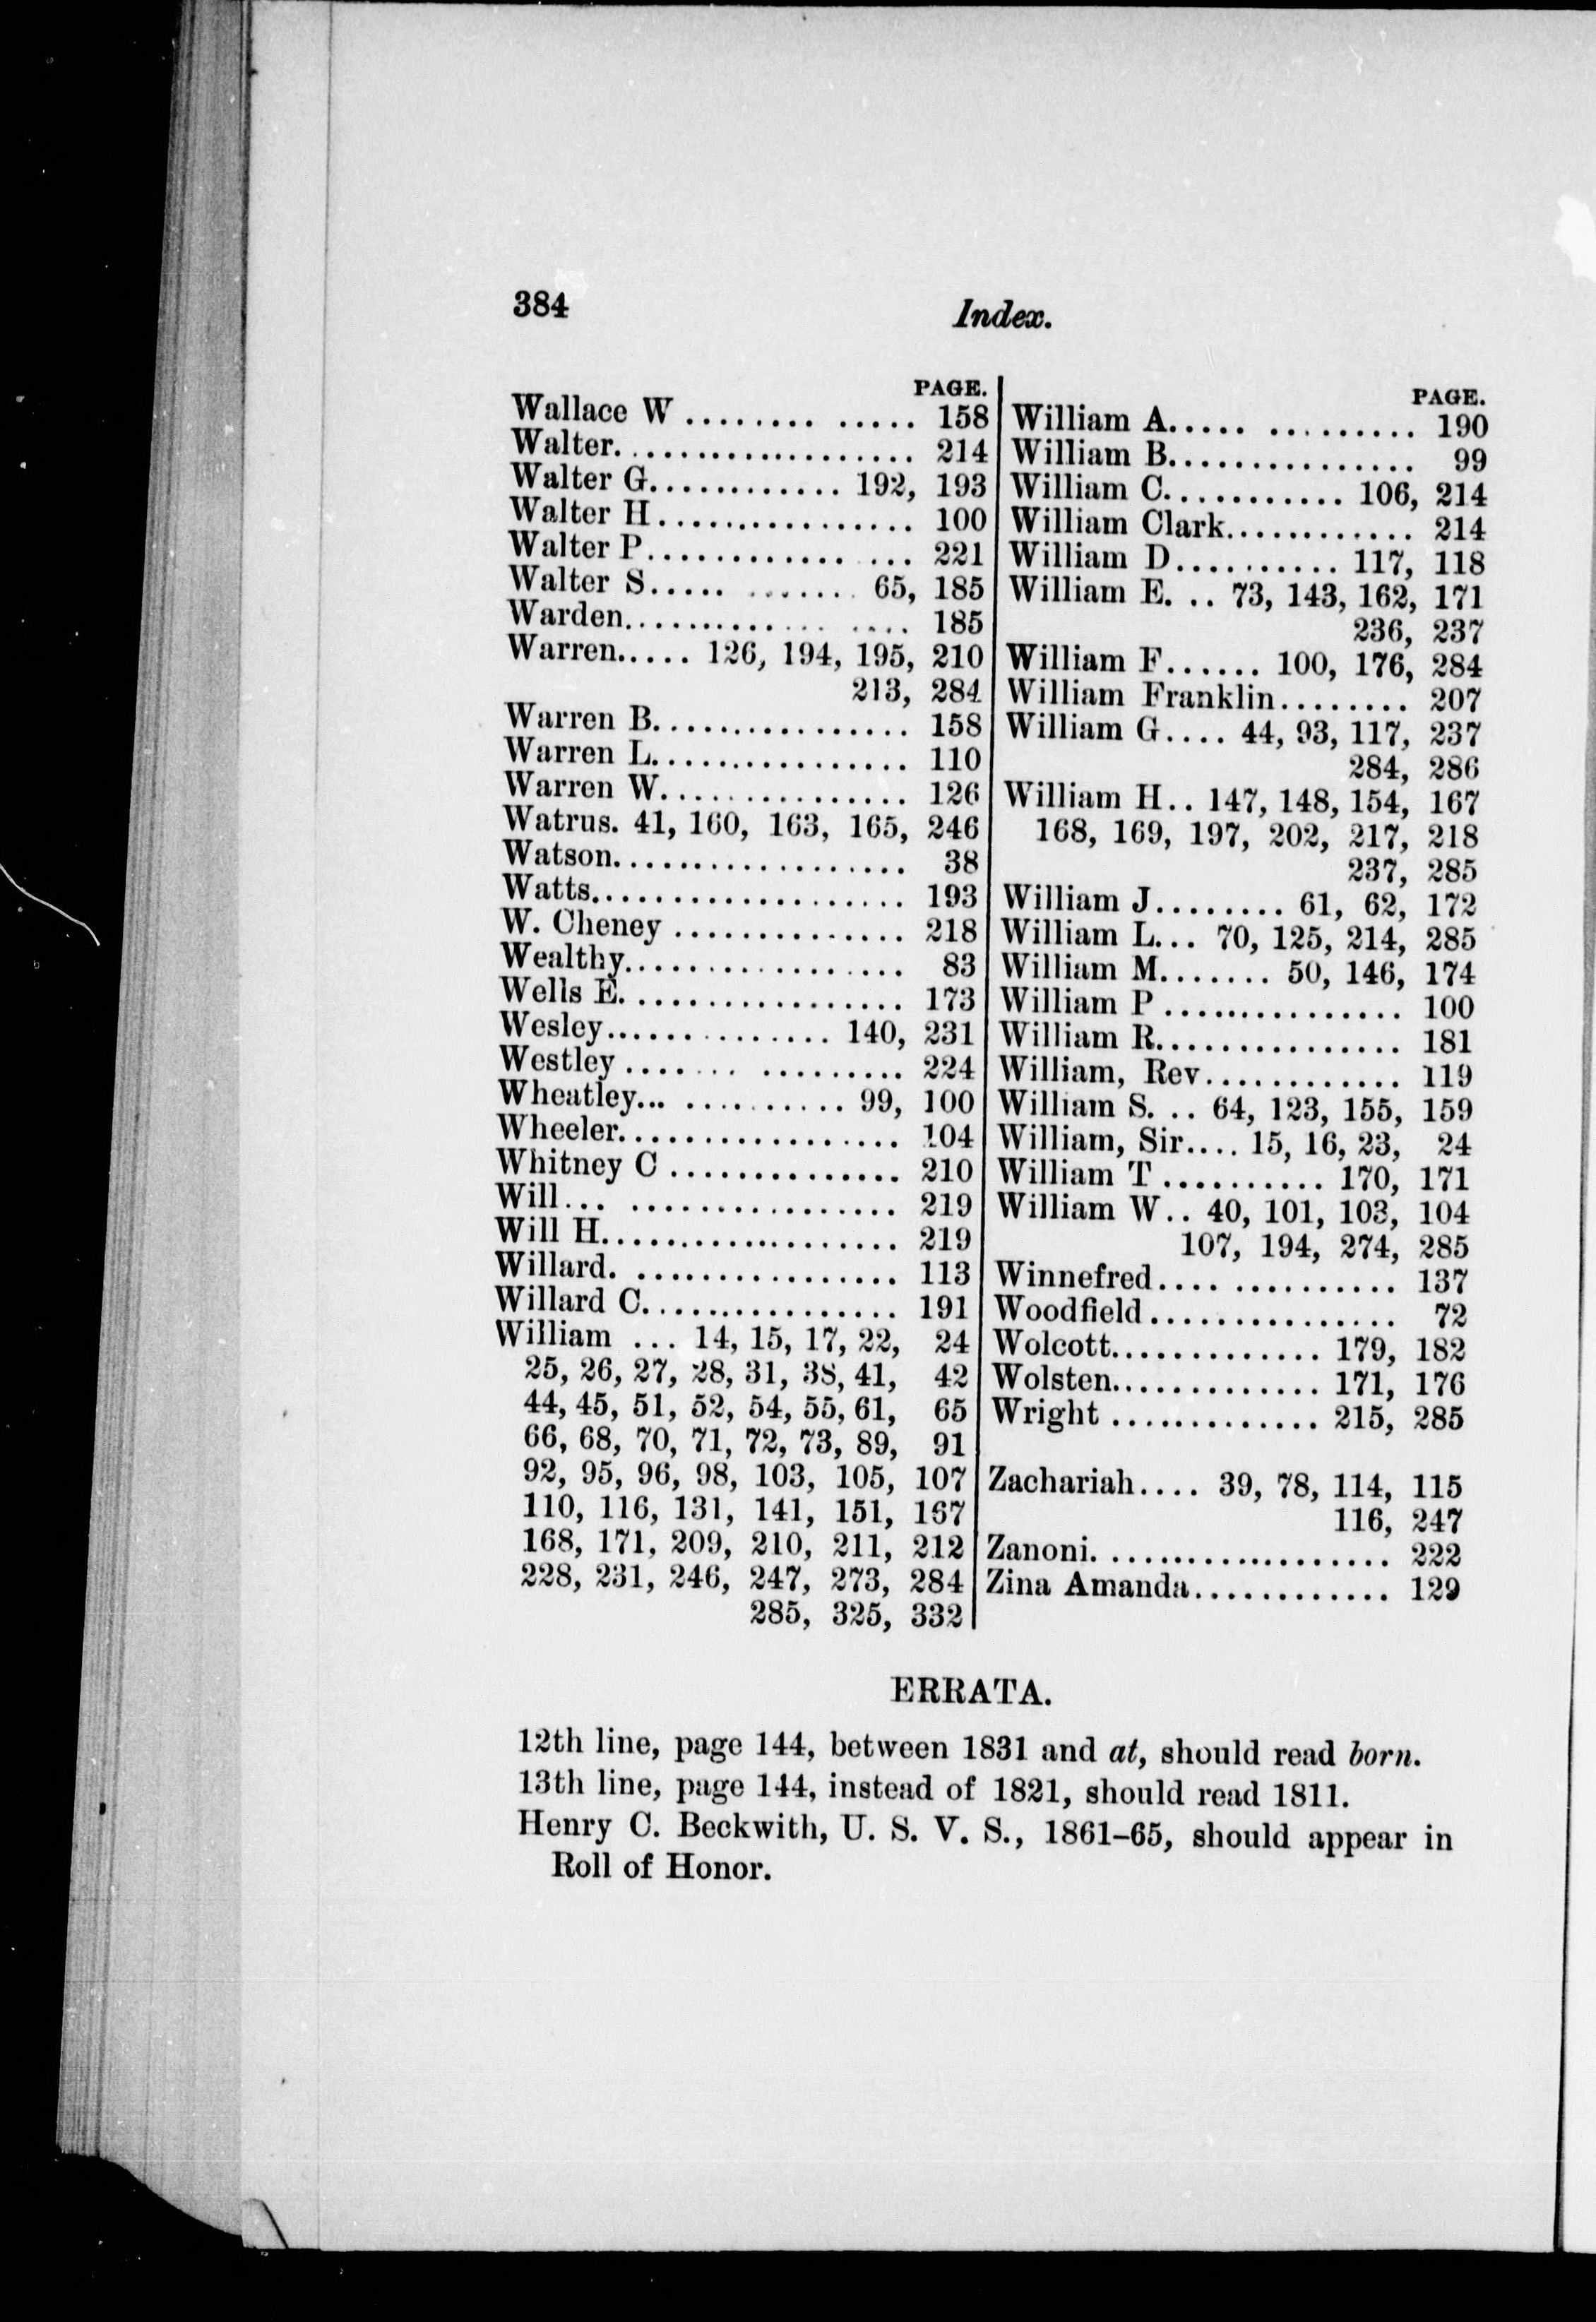 384
Index.
PAGE.
Wallace W ........ ..... 158
Walter................... 214
Walter G............ 192, 193
Walter H................ 100
Walter P............ ... 221
Walter S..... ....... 65, 185
Warden........... .... 185
Warren..... 126, 194, 195, 210
213, 284
Warren B................ 158
Warren L................ 110
Warren W............... 126
Watrus. 41, 160, 163, 165, 246
Watson.................. 38
Watts.................... 193
W. Cheney ............... 218
Wealthy.................. 83
Wells E.................. 173
Wesley.............. 140, 231
Westley ....... ......... 224
Wheatley... .......... 99, 100
Wheeler.................. 104
Whitney C ............... 210
Will... ................. 219
Will H................... 219
Willard. ................. 113
Willard C................ 191
William ... 14, 15, 17, 22, 24
25, 26, 27, 28, 31, 38, 41, 42
44, 45, 51, 52, 54, 55, 61, 65
66, 68, 70, 71, 72, 73, 89, 91
92, 95, 96, 98, 103, 105, 107
110, 116, 131, 141, 151, 167
168, 171, 209, 210, 211, 212
228, 231, 246, 247, 273, 284
285, 325, 332
PAGE.
William A..... ......... 190
William B................ 99
William C........... 106, 214
William Clark............ 214
William D.......... 117, 118
William E. .. 73, 143, 162, 171
236, 237
William F...... 100, 176, 284
William Franklin........ 207
William G.... 44, 93, 117, 237
284, 286
William H.. 147, 148, 154, 167
168, 169, 197, 202, 217, 218
237, 285
William J........ 61, 62, 172
William L... 70, 125, 214, 285
William M....... 50, 146, 174
William P ............... 100
William R................ 181
William, Rev............. 119
William S. .. 64, 123, 155, 159
William, Sir.... 15, 16, 23, 24
William T .......... 170, 171
William W.. 40, 101, 103, 104
107, 194, 274, 285
Winnefred.... .......... 137
Woodfield............... 72
Wolcott............. 179, 182
Wolsten............. 171, 176
Wright ............. 215, 285
Zachariah.... 39, 78, 114, 115
116, 247
Zanoni................... 222
Zina Amanda............. 129
ERRATA.
12th line, page 144, between 1831 and at, should read born.
13th line, page 144, instead of 1821, should read 1811.
Henry C. Beckwith, U. S. V. S., 1861-65, should appear in
Roll of Honor.